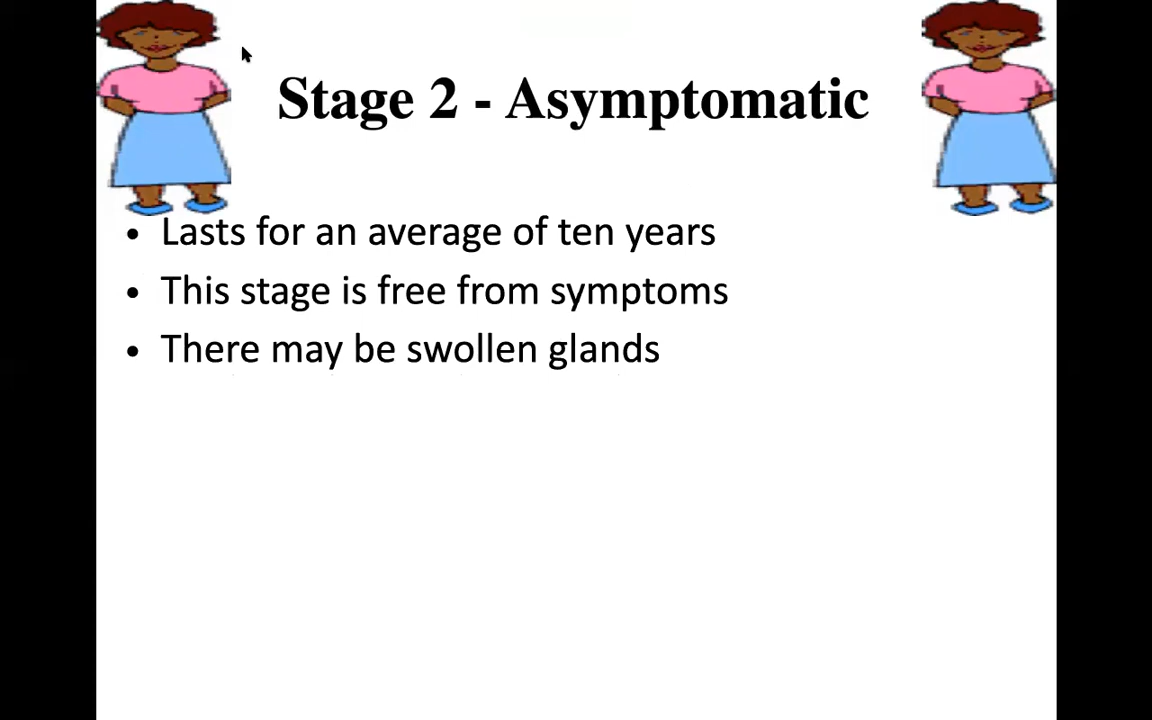 Stage 2 - Asymptomatic
• Lasts for an average of ten years
• This stage is free from symptoms
• There may be swollen glands